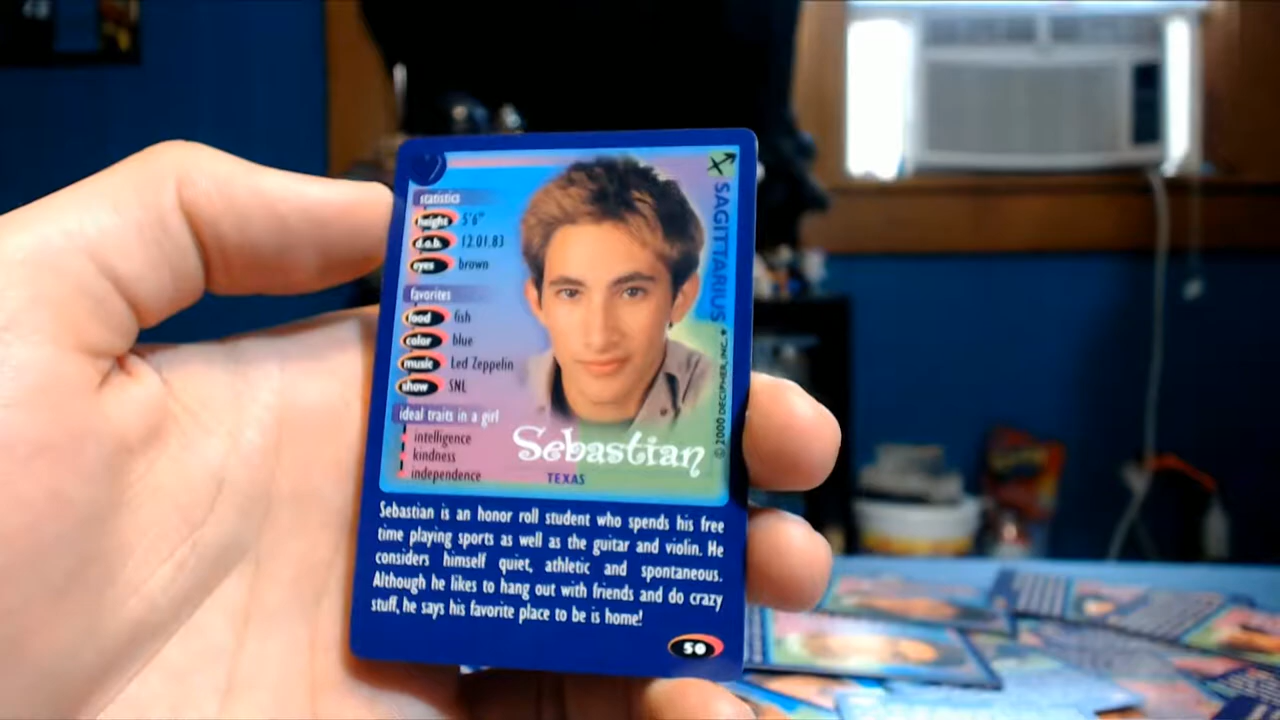 statistics
height 5'6"
d.o.b. 12.01.83
eyes brown
favorites
food fish
color blue
music Led Zeppelin
show SNL
ideal traits in a girl
intelligence
kindness
independence
SAGITTARIUS
© 2000 DECIPHER, INC. ♥
Sebastian
TEXAS
Sebastian is an honor roll student who spends his free
time playing sports as well as the guitar and violin. He
considers himself quiet, athletic and spontaneous.
Although he likes to hang out with friends and do crazy
stuff, he says his favorite place to be is home!
50